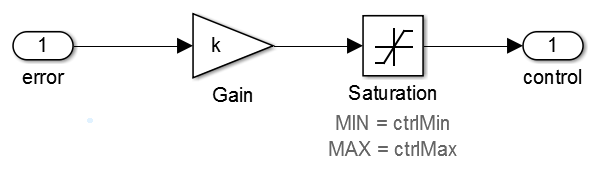 1
k
1
error
Gain
Saturation
control
MIN = ctrlMin
MAX = ctrlMax